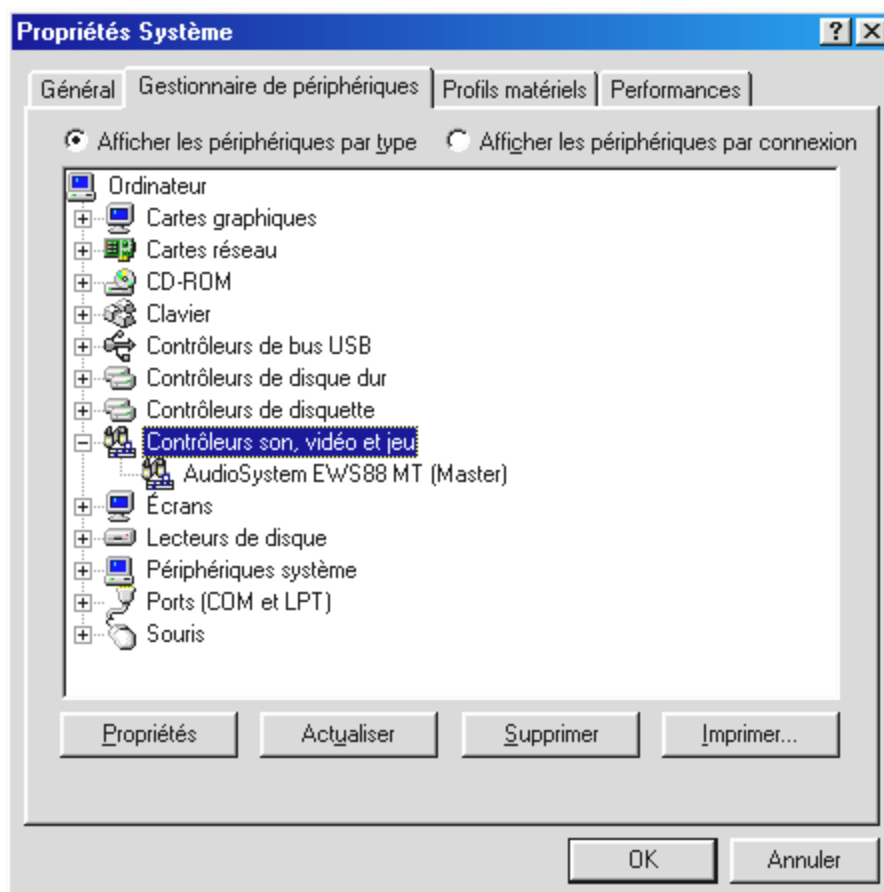 Propriétés Système
Général Gestionnaire de périphériques Profils matériels Performances
Afficher les périphériques par type Afficher les périphériques par connexion
Ordinateur
Cartes graphiques
Cartes réseau
CD-ROM
Clavier
Contrôleurs de bus USB
Contrôleurs de disque dur
Contrôleurs de disquette
Contrôleurs son, vidéo et jeu
AudioSystem EWS88 MT (Master)
Écrans
Lecteurs de disque
Périphériques système
Ports (COM et LPT)
Souris
Propriétés Actualiser Supprimer Imprimer...
OK Annuler